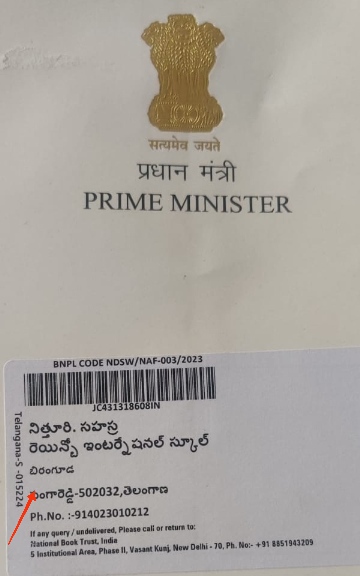 सत्यमेव जयते
प्रधान मंत्री
PRIME MINISTER
BNPL CODE NDSW/NAF-003/2023
JC431318608IN
Telangana-S -015224
నిత్తూరి. సహస్ర
రెయిన్బో ఇంటర్నేషనల్ స్కూల్
బిరంగూడ
-502032,తెలంగాణ
Ph.No. :-914023010212
If any query / undelivered, Please call or return to:
National Book Trust, India
5 Institutional Area, Phase II, Vasant Kunj, Now Delhi - 70, Ph. No:- +91 8851943209